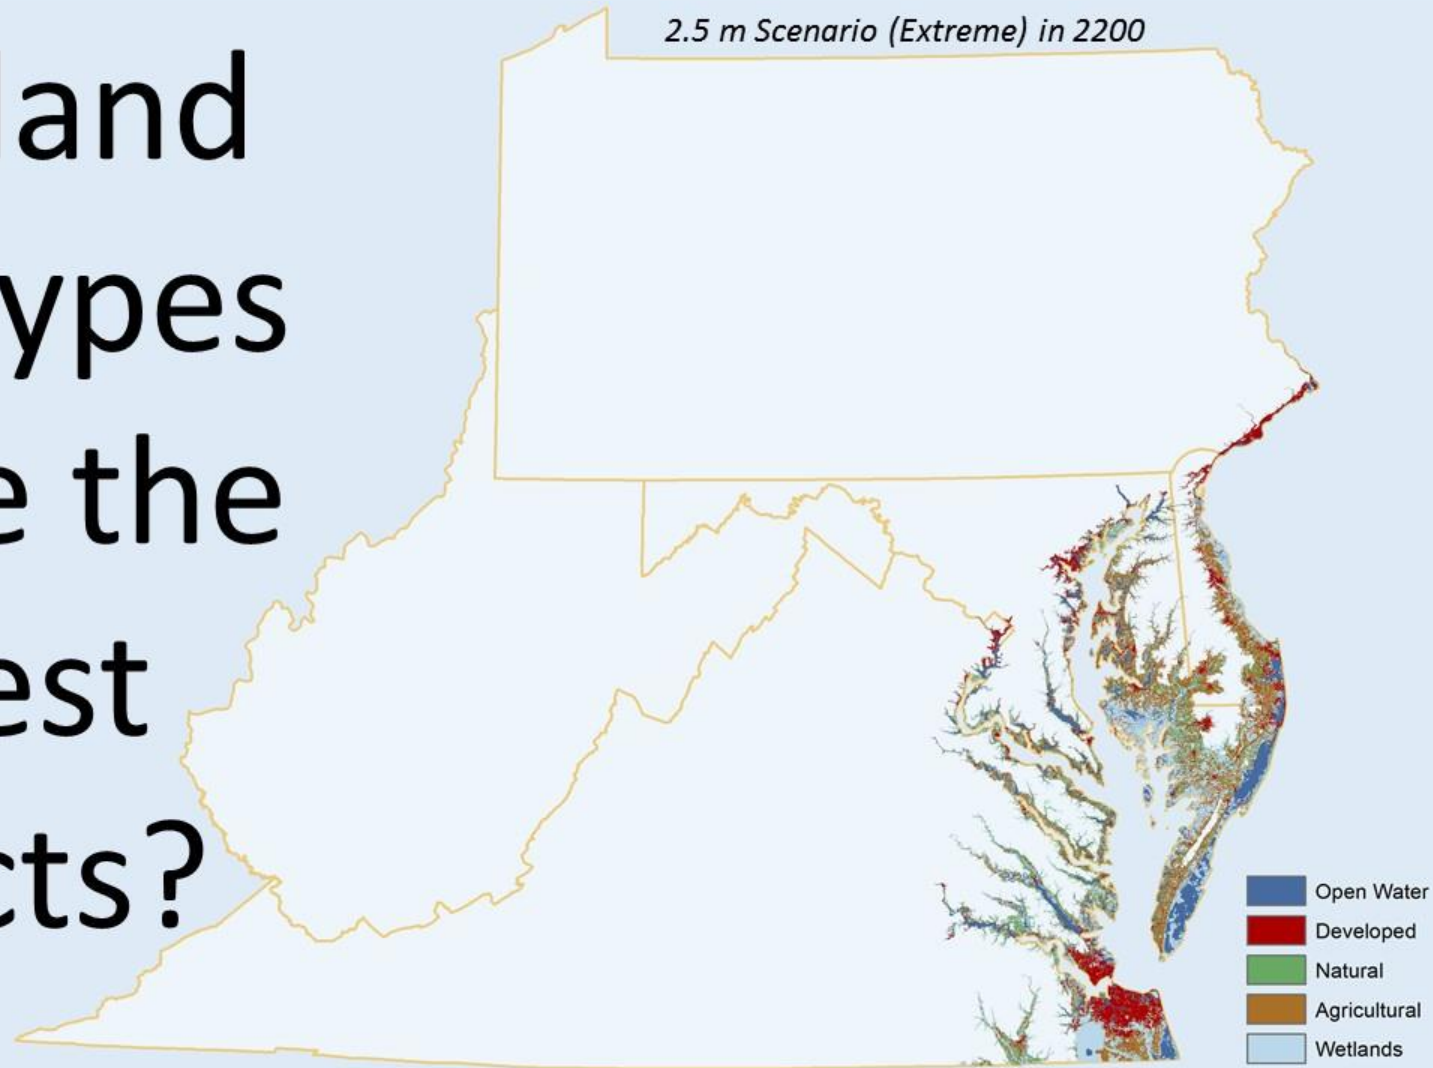 2.5 m Scenario (Extreme) in 2200
land
ypes
e the
est
cts?
Open Water
Developed
Natural
Agricultural
Wetlands